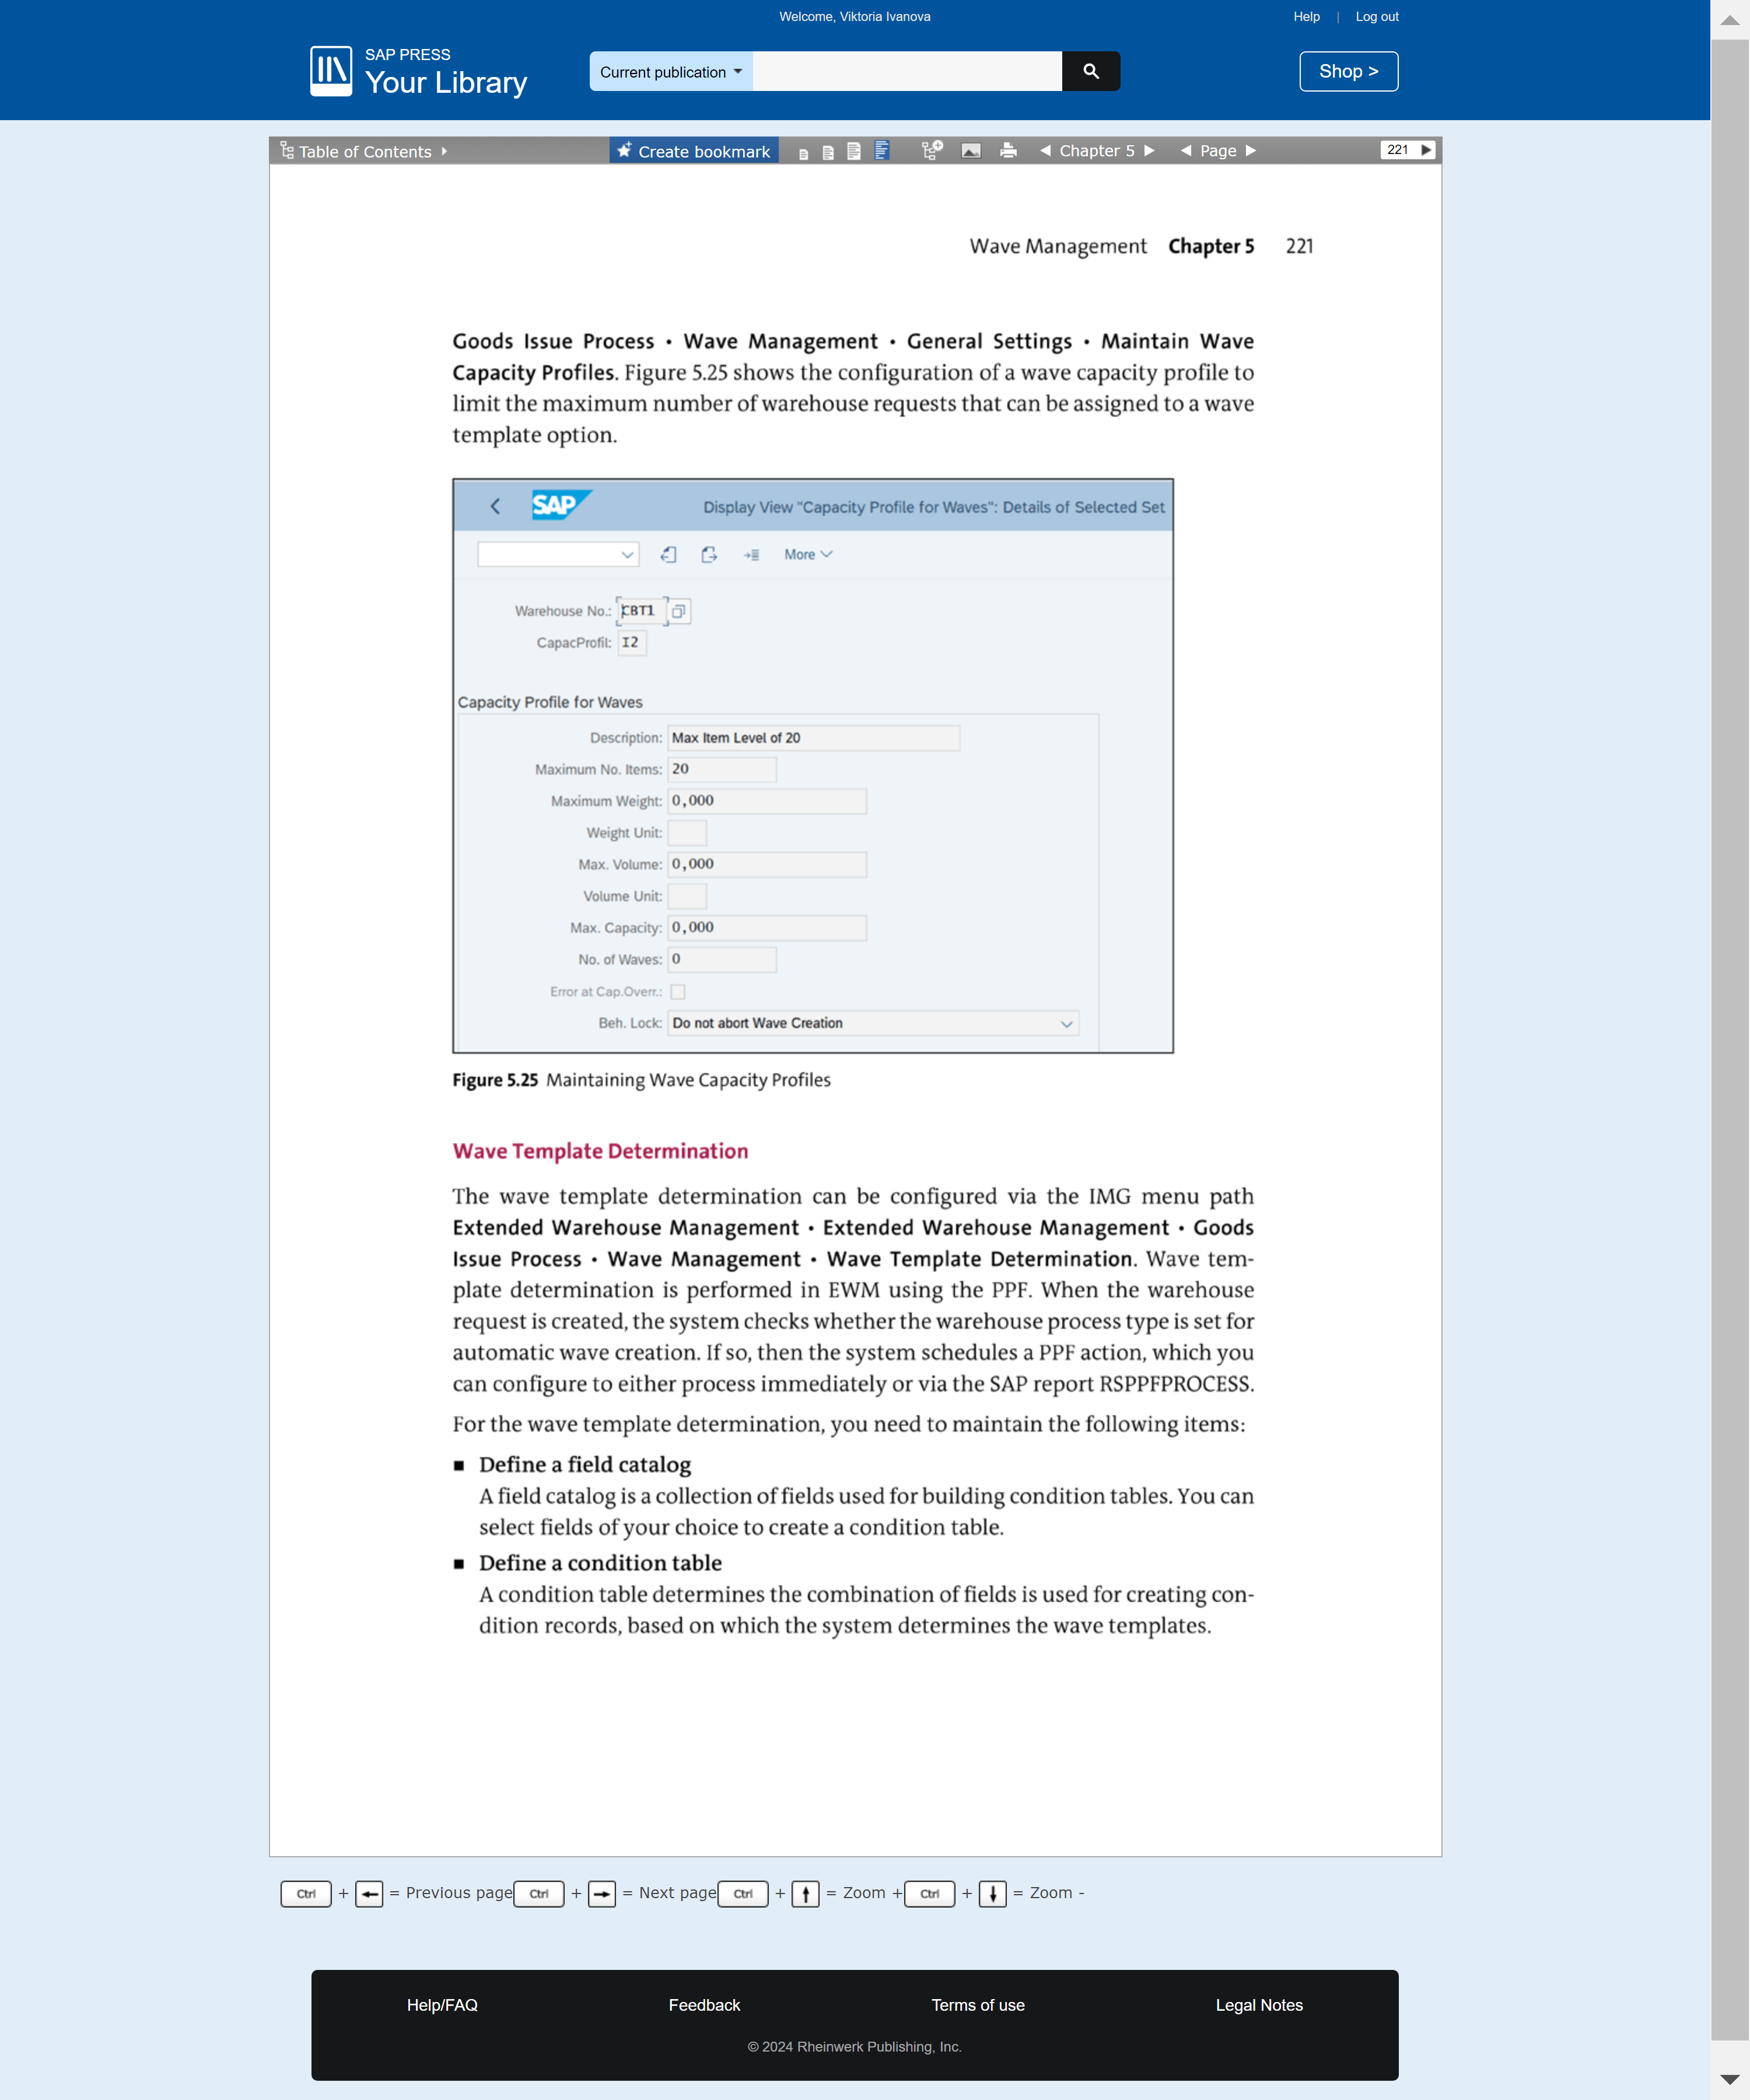 Welcome, Viktoria Ivanova
Help | Log out
SAP PRESS
Your Library
Current publication
Shop >
Table of Contents
Create bookmark
Chapter 5
Page
221
Wave Management Chapter 5 221
Goods Issue Process • Wave Management • General Settings • Maintain Wave
Capacity Profiles. Figure 5.25 shows the configuration of a wave capacity profile to
limit the maximum number of warehouse requests that can be assigned to a wave
template option.
SAP
Display View "Capacity Profile for Waves": Details of Selected Set
More
Warehouse No.: CBT1
CapacProfil: I2
Capacity Profile for Waves
Description: Max Item Level of 20
Maximum No. Items: 20
Maximum Weight: 0,000
Weight Unit:
Max. Volume: 0,000
Volume Unit:
Max. Capacity: 0,000
No. of Waves: 0
Error at Cap.Overr.:
Beh. Lock: Do not abort Wave Creation
Figure 5.25 Maintaining Wave Capacity Profiles
Wave Template Determination
The wave template determination can be configured via the IMG menu path
Extended Warehouse Management • Extended Warehouse Management • Goods
Issue Process • Wave Management • Wave Template Determination. Wave tem-
plate determination is performed in EWM using the PPF. When the warehouse
request is created, the system checks whether the warehouse process type is set for
automatic wave creation. If so, then the system schedules a PPF action, which you
can configure to either process immediately or via the SAP report RSPPFPROCESS.
For the wave template determination, you need to maintain the following items:
■ Define a field catalog
A field catalog is a collection of fields used for building condition tables. You can
select fields of your choice to create a condition table.
■ Define a condition table
A condition table determines the combination of fields is used for creating con-
dition records, based on which the system determines the wave templates.
Ctrl + ← = Previous page Ctrl + → = Next page Ctrl + ↑ = Zoom + Ctrl + ↓ = Zoom -
Help/FAQ Feedback Terms of use Legal Notes
© 2024 Rheinwerk Publishing, Inc.